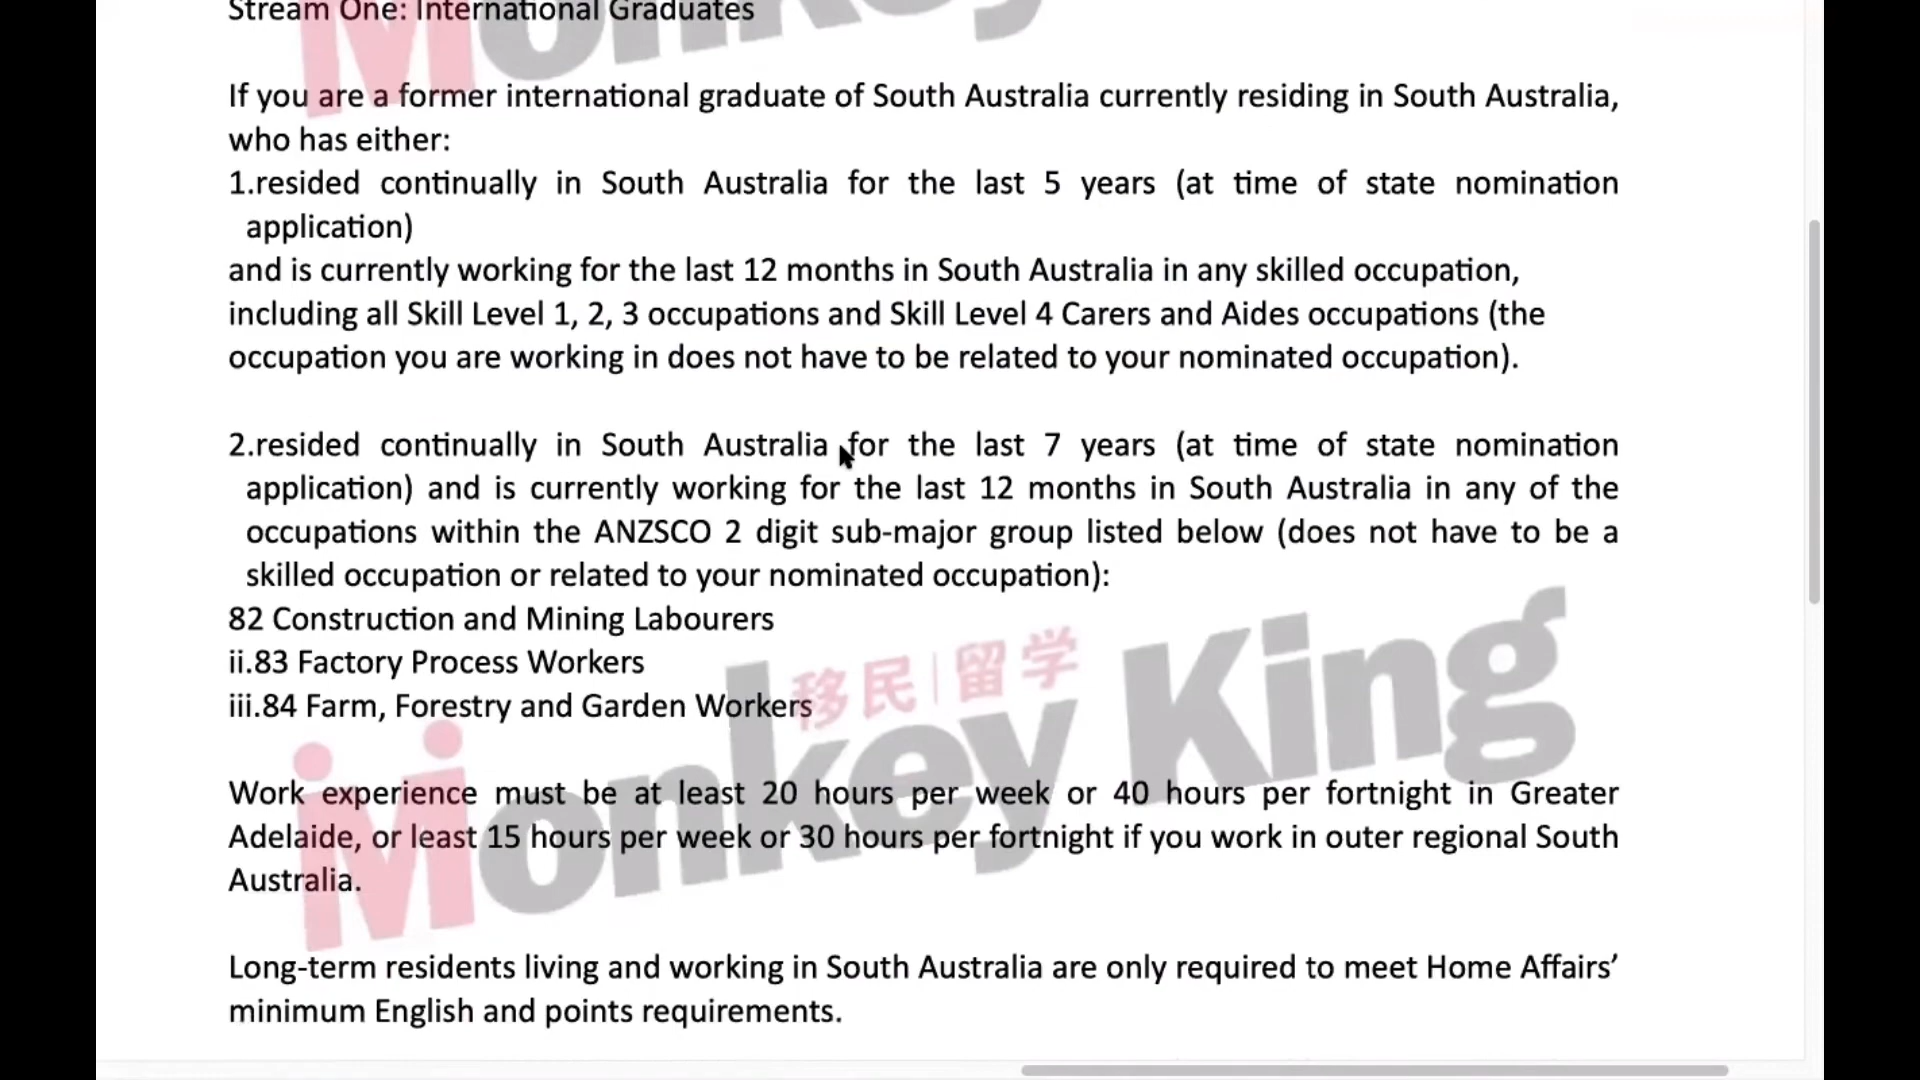 Stream One: International Graduates
If you are a former international graduate of South Australia currently residing in South Australia,
who has either:
1.resided continually in South Australia for the last 5 years (at time of state nomination
application)
and is currently working for the last 12 months in South Australia in any skilled occupation,
including all Skill Level 1, 2, 3 occupations and Skill Level 4 Carers and Aides occupations (the
occupation you are working in does not have to be related to your nominated occupation).
2.resided continually in South Australia for the last 7 years (at time of state nomination
application) and is currently working for the last 12 months in South Australia in any of the
occupations within the ANZSCO 2 digit sub-major group listed below (does not have to be a
skilled occupation or related to your nominated occupation):
82 Construction and Mining Labourers
ii.83 Factory Process Workers
iii.84 Farm, Forestry and Garden Workers
移民|留学
Monkey King
Work experience must be at least 20 hours per week or 40 hours per fortnight in Greater
Adelaide, or least 15 hours per week or 30 hours per fortnight if you work in outer regional South
Australia.
Long-term residents living and working in South Australia are only required to meet Home Affairs’
minimum English and points requirements.